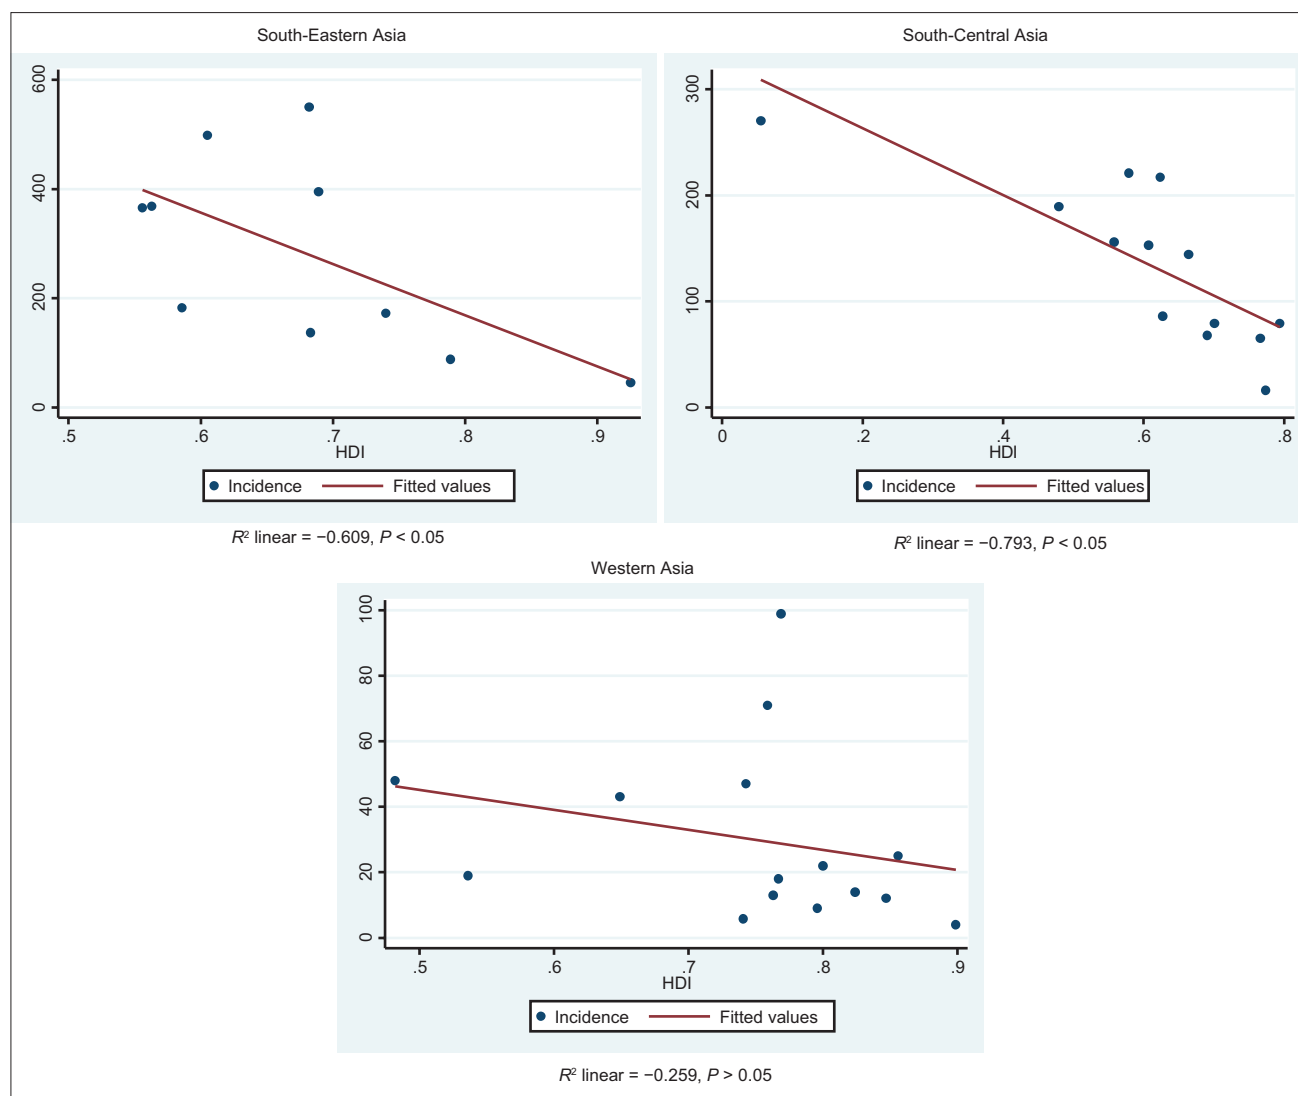 South-Eastern Asia
600
400
200
0
.5 .6 .7 .8 .9
HDI
Incidence Fitted values
R² linear = −0.609, P < 0.05
South-Central Asia
300
200
100
0
0 .2 .4 .6 .8
HDI
Incidence Fitted values
R² linear = −0.793, P < 0.05
Western Asia
100
80
60
40
20
0
.5 .6 .7 .8 .9
HDI
Incidence Fitted values
R² linear = −0.259, P > 0.05